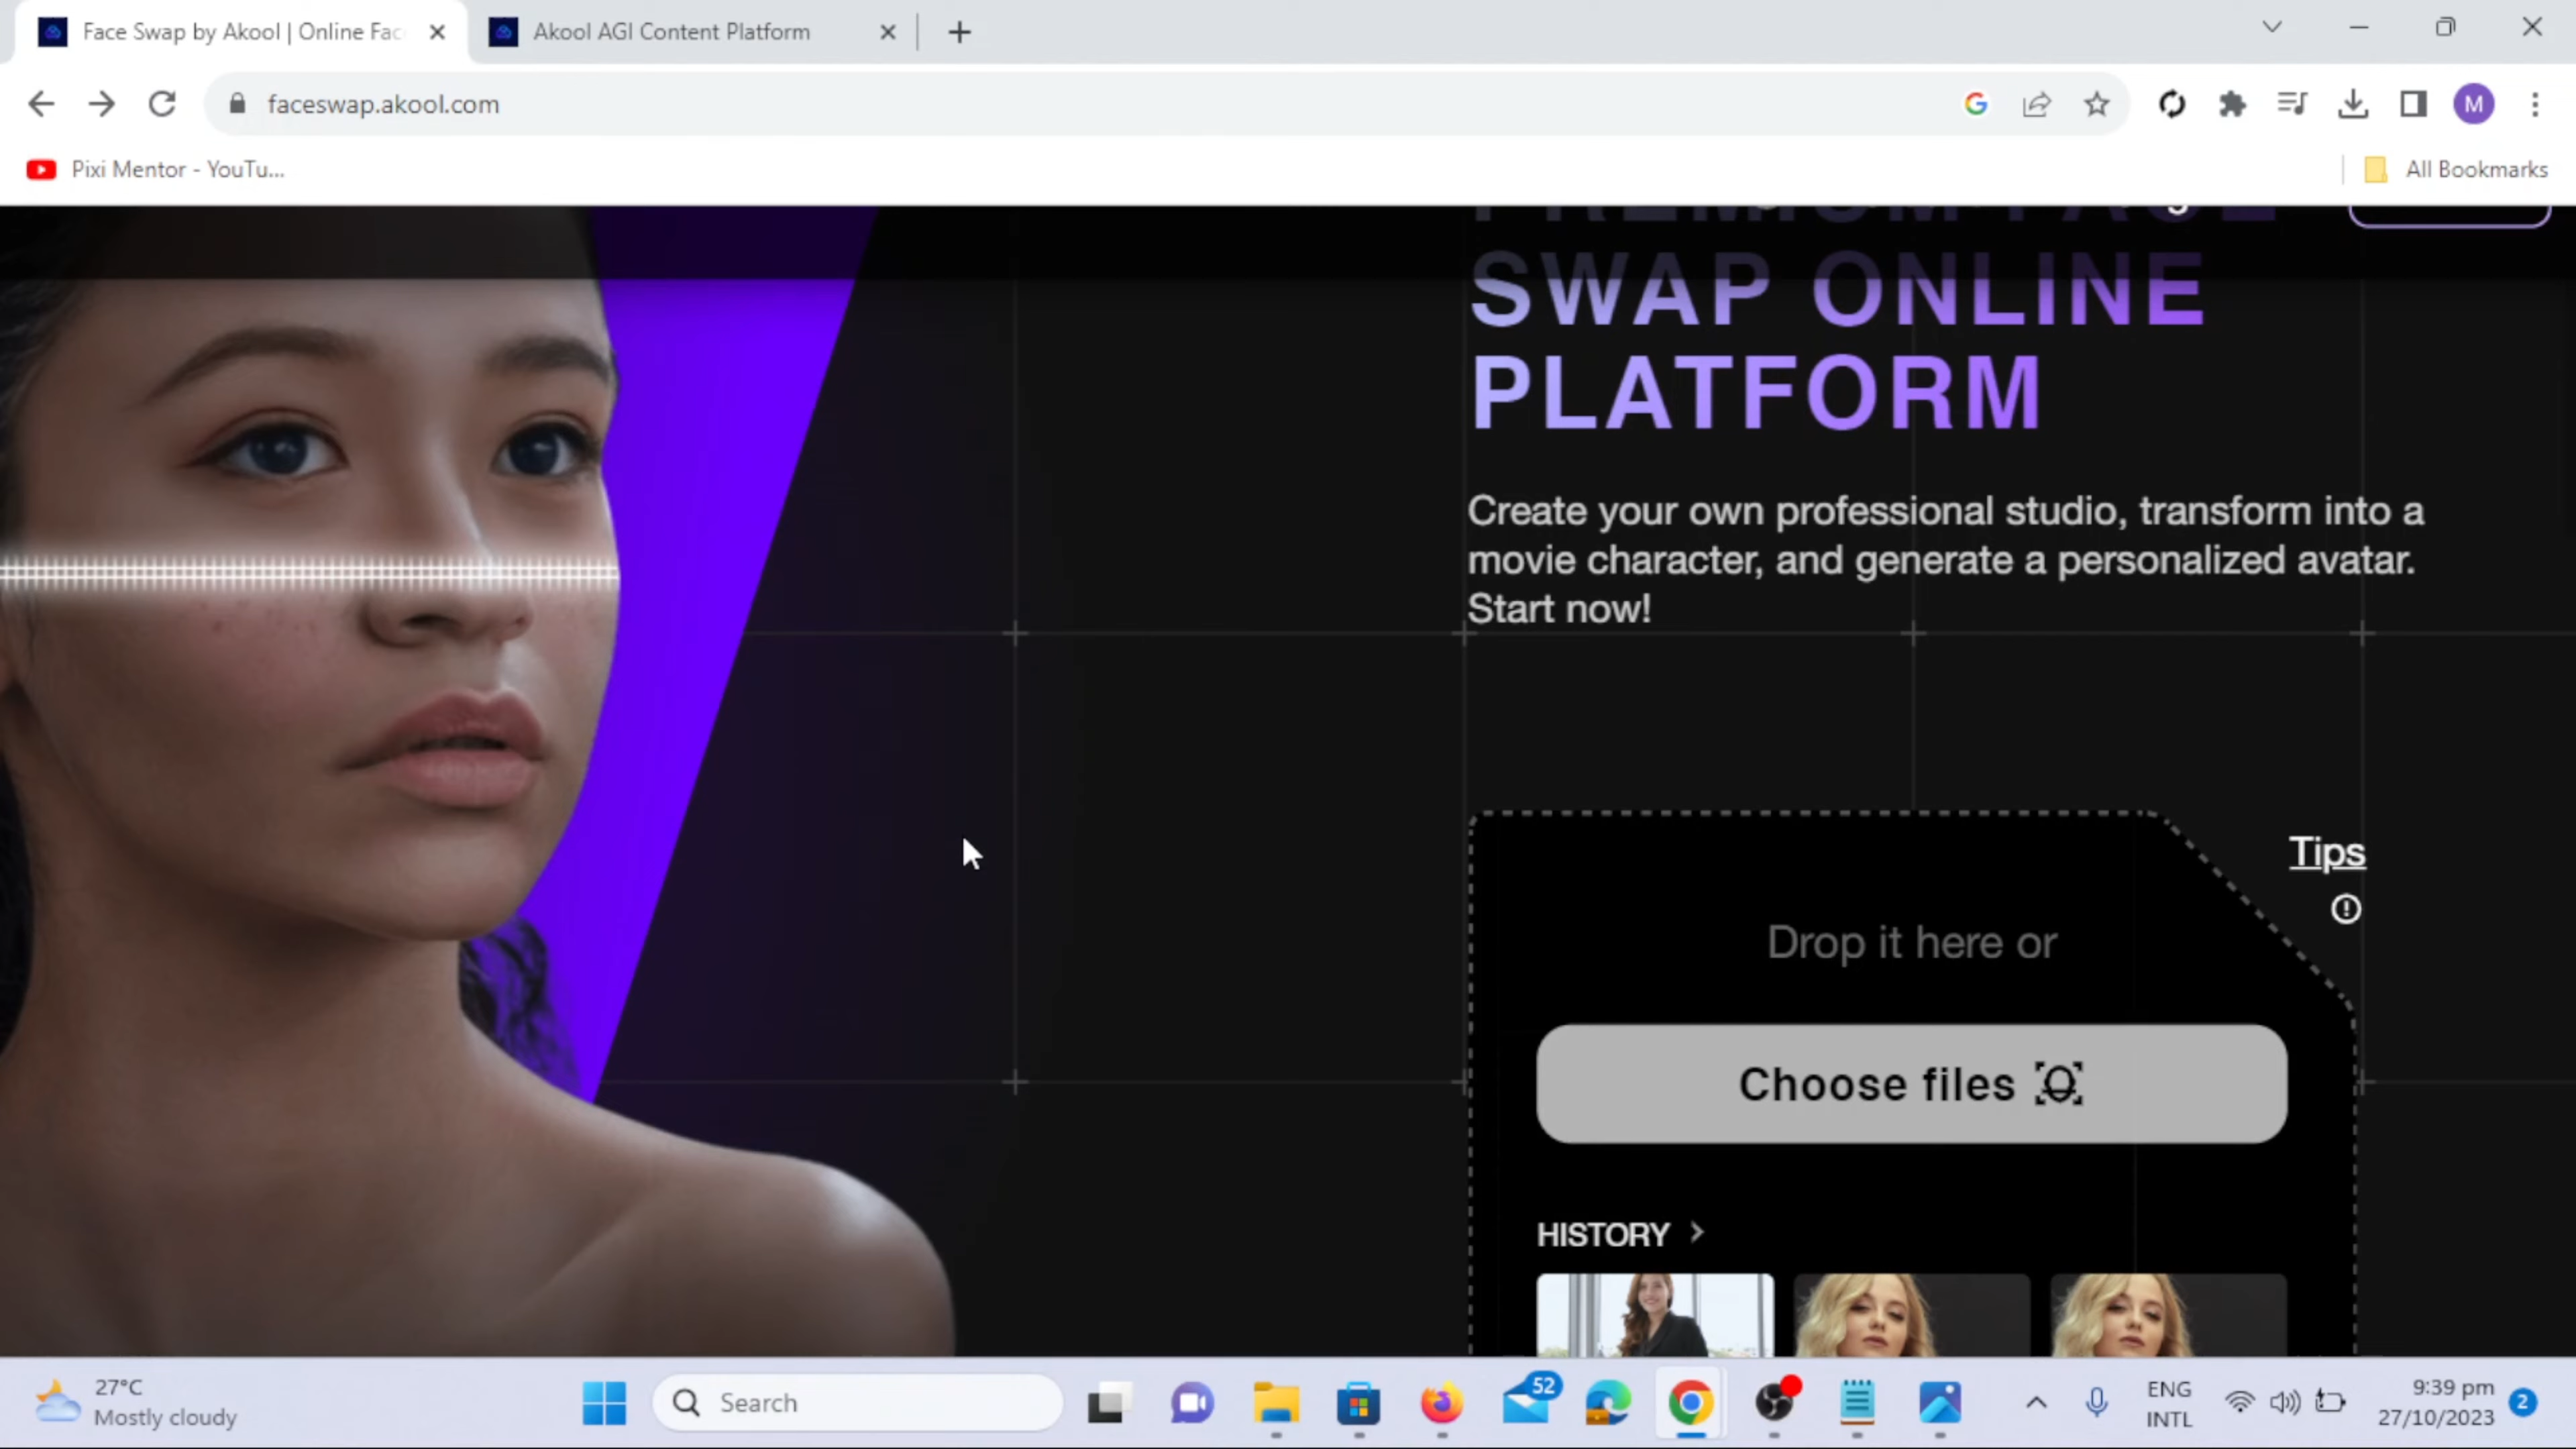 Face Swap by Akool | Online Fac
Akool AGI Content Platform
faceswap.akool.com
M
Pixi Mentor - YouTu...
All Bookmarks
SWAP ONLINE
PLATFORM
Create your own professional studio, transform into a
movie character, and generate a personalized avatar.
Start now!
Tips
Drop it here or
Choose files
HISTORY >
27°C
Mostly cloudy
Search
52
ENG
INTL
9:39 pm
27/10/2023
2